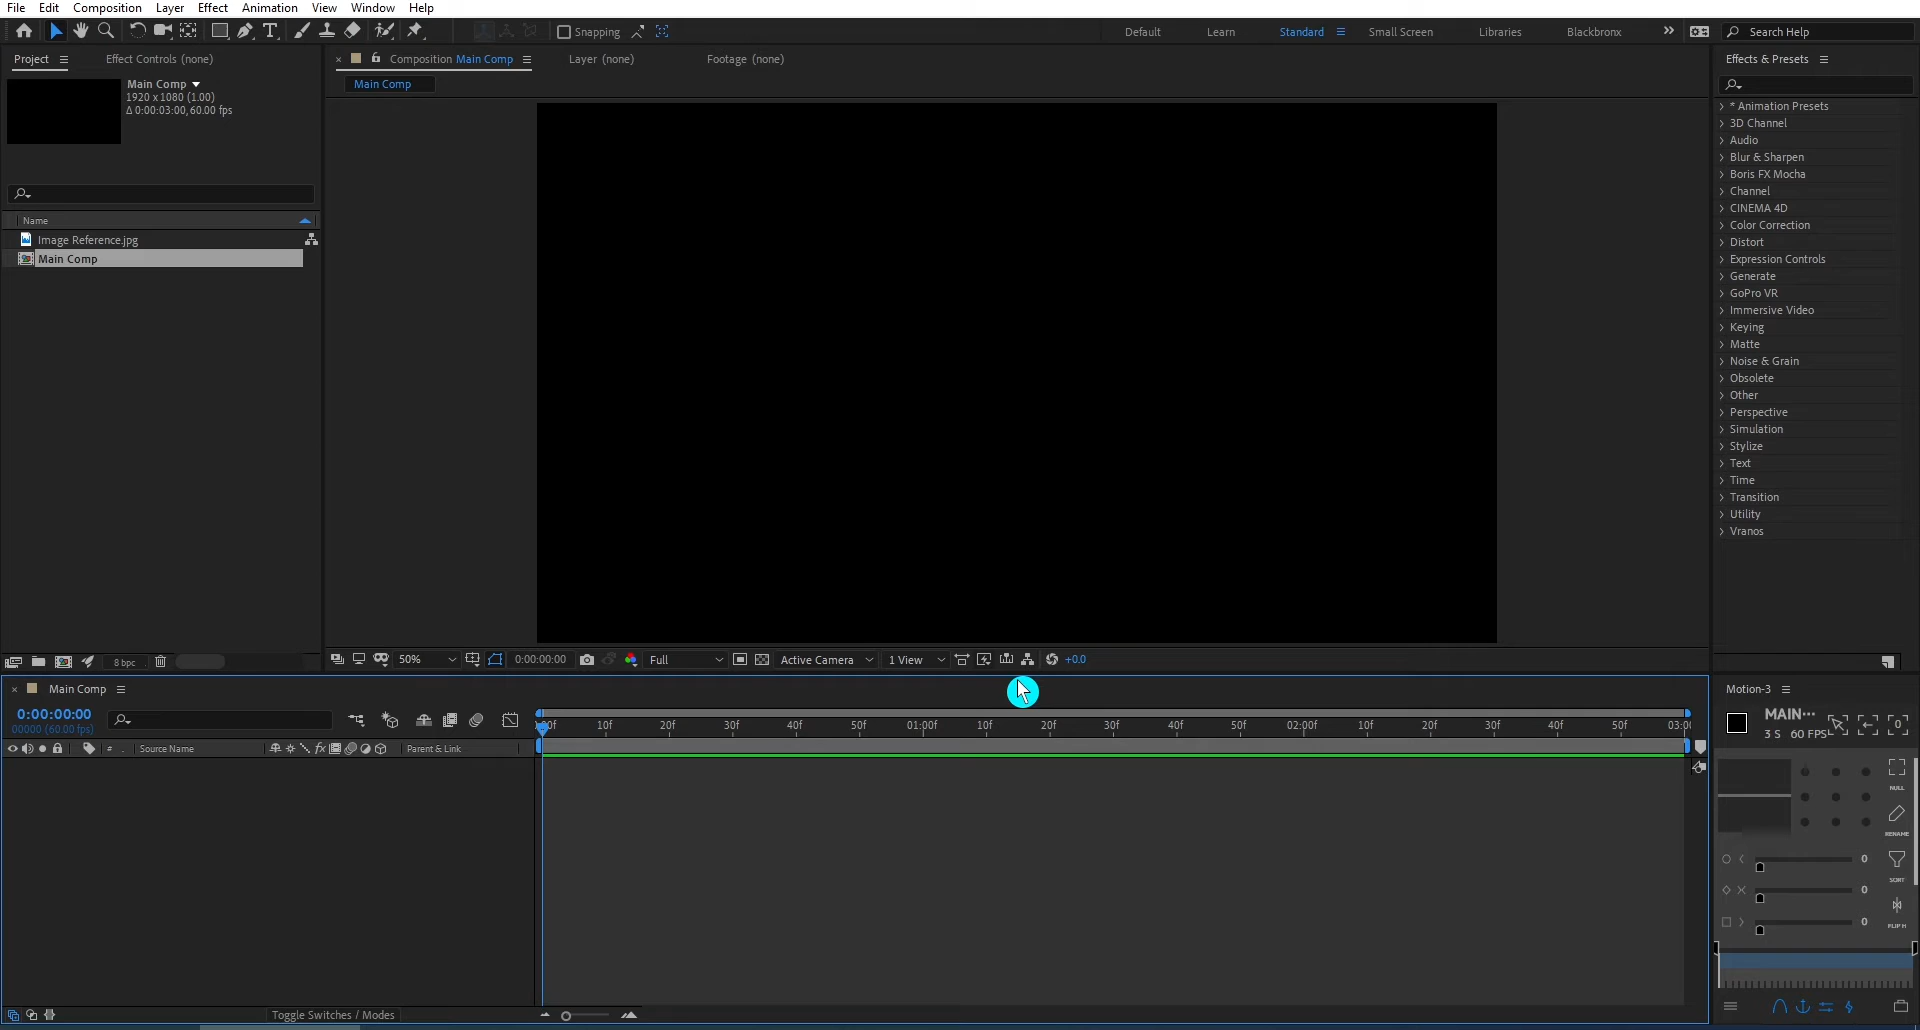 File Edit Composition Layer Effect Animation View Window Help
Snapping
Default Learn Standard Small Screen Libraries Blackbronx
Search Help
Project Effect Controls (none)
Main Comp
1920 x 1080 (1.00)
Δ 0:00:03:00, 60.00 fps
Name
Image Reference.jpg
Main Comp
8 bpc
Composition Main Comp Layer (none) Footage (none)
Main Comp
50% 0:00:00:00 Full Active Camera 1 View +0.0
Effects & Presets
* Animation Presets
3D Channel
Audio
Blur & Sharpen
Boris FX Mocha
Channel
CINEMA 4D
Color Correction
Distort
Expression Controls
Generate
GoPro VR
Immersive Video
Keying
Matte
Noise & Grain
Obsolete
Other
Perspective
Simulation
Stylize
Text
Time
Transition
Utility
Vranos
Main Comp
0:00:00:00
00000 (60.00 fps)
# . Source Name fx Parent & Link
10f 20f 30f 40f 50f 01:00f 10f 20f 30f 40f 50f 02:00f 10f 20f 30f 40f 50f
Toggle Switches / Modes
Motion-3
MAIN...
3 S 60 FPS
0
NULL
RENAME
0
SORT
0
0
FLIP H